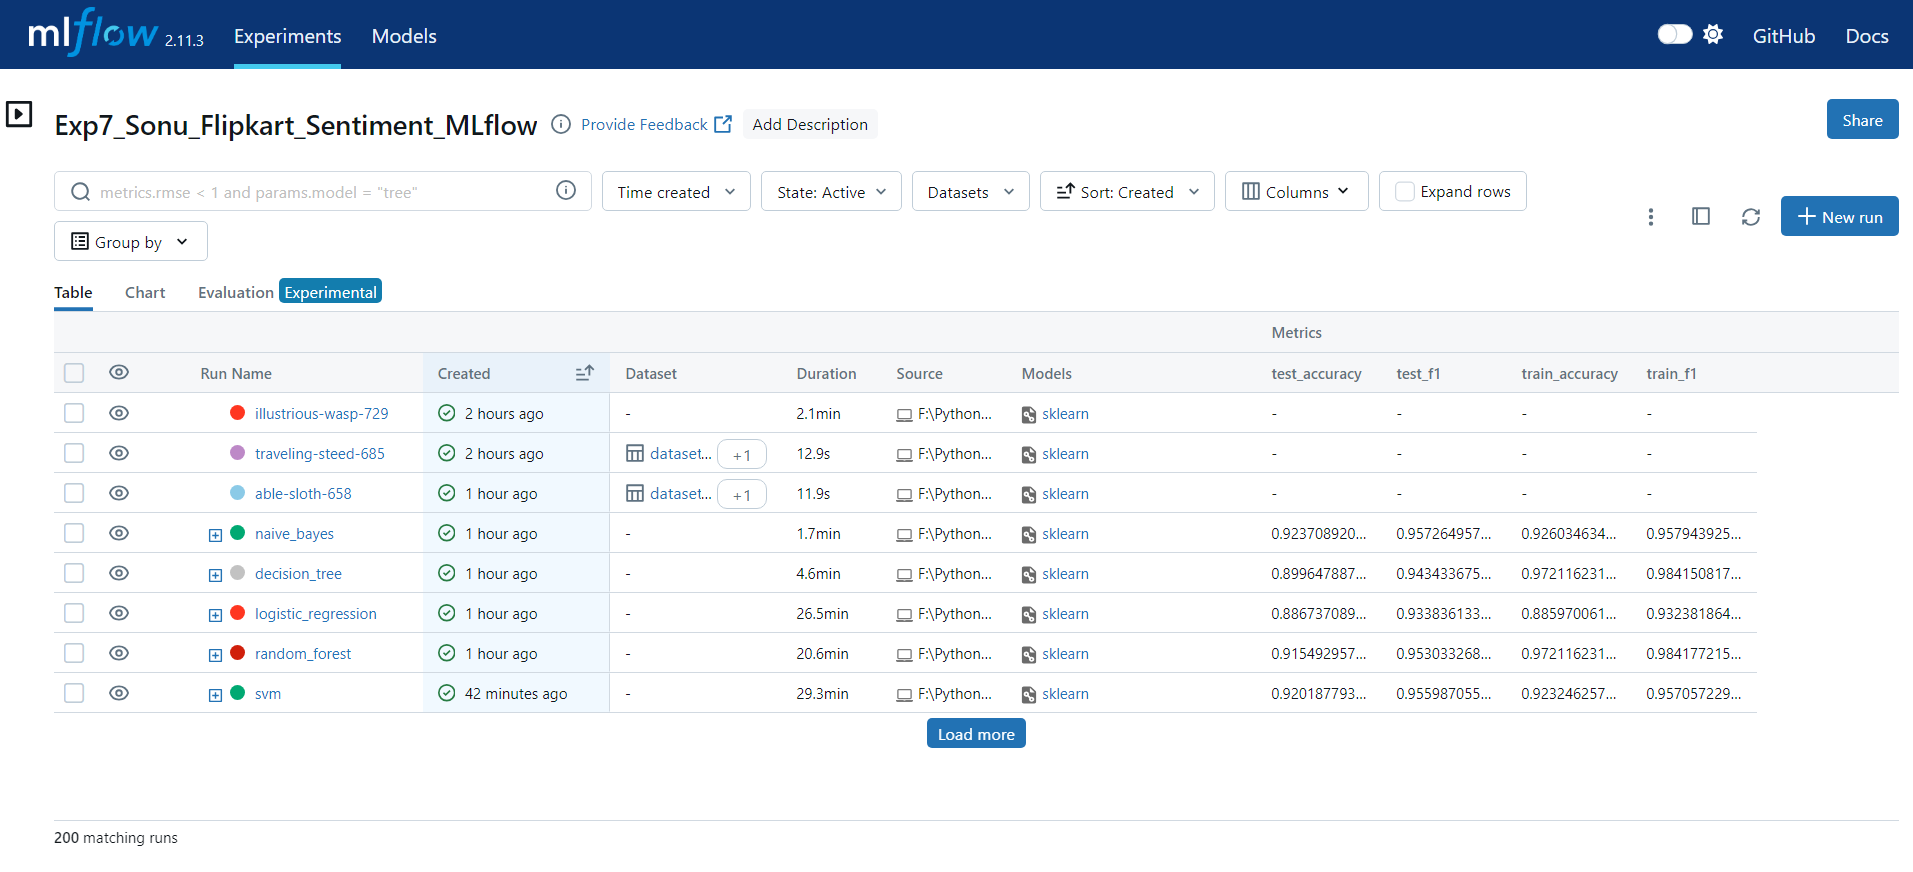 mlflow 2.11.3 Experiments Models GitHub Docs
Exp7_Sonu_Flipkart_Sentiment_MLflow Provide Feedback Add Description Share
metrics.rmse < 1 and params.model = "tree" Time created State: Active Datasets Sort: Created Columns Expand rows
New run
Group by
Table Chart Evaluation Experimental
Metrics
Run Name Created Dataset Duration Source Models test_accuracy test_f1 train_accuracy train_f1
illustrious-wasp-729 2 hours ago - 2.1min F:\Python... sklearn - - - -
traveling-steed-685 2 hours ago dataset... +1 12.9s F:\Python... sklearn - - - -
able-sloth-658 1 hour ago dataset... +1 11.9s F:\Python... sklearn - - - -
naive_bayes 1 hour ago - 1.7min F:\Python... sklearn 0.923708920... 0.957264957... 0.926034634... 0.957943925...
decision_tree 1 hour ago - 4.6min F:\Python... sklearn 0.899647887... 0.943433675... 0.972116231... 0.984150817...
logistic_regression 1 hour ago - 26.5min F:\Python... sklearn 0.886737089... 0.933836133... 0.885970061... 0.932381864...
random_forest 1 hour ago - 20.6min F:\Python... sklearn 0.915492957... 0.953033268... 0.972116231... 0.984177215...
svm 42 minutes ago - 29.3min F:\Python... sklearn 0.920187793... 0.955987055... 0.923246257... 0.957057229...
Load more
200 matching runs